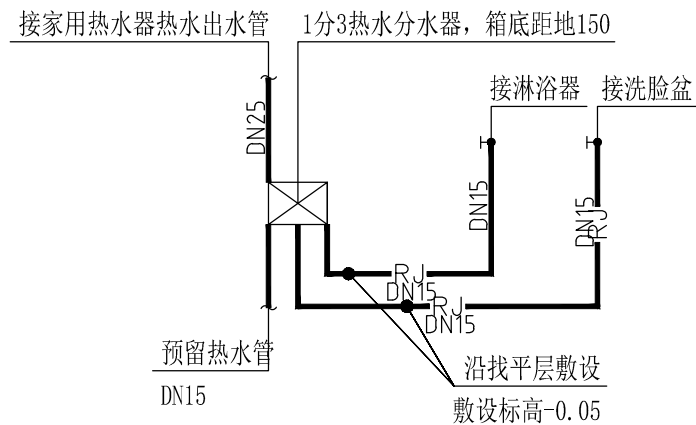 接家用热水器热水出水管
1分3热水分水器，箱底距地150
接淋浴器
接洗脸盆
DN25
DN15
DN15
RJ
RJ
DN15
RJ
DN15
预留热水管
DN15
沿找平层敷设
敷设标高-0.05